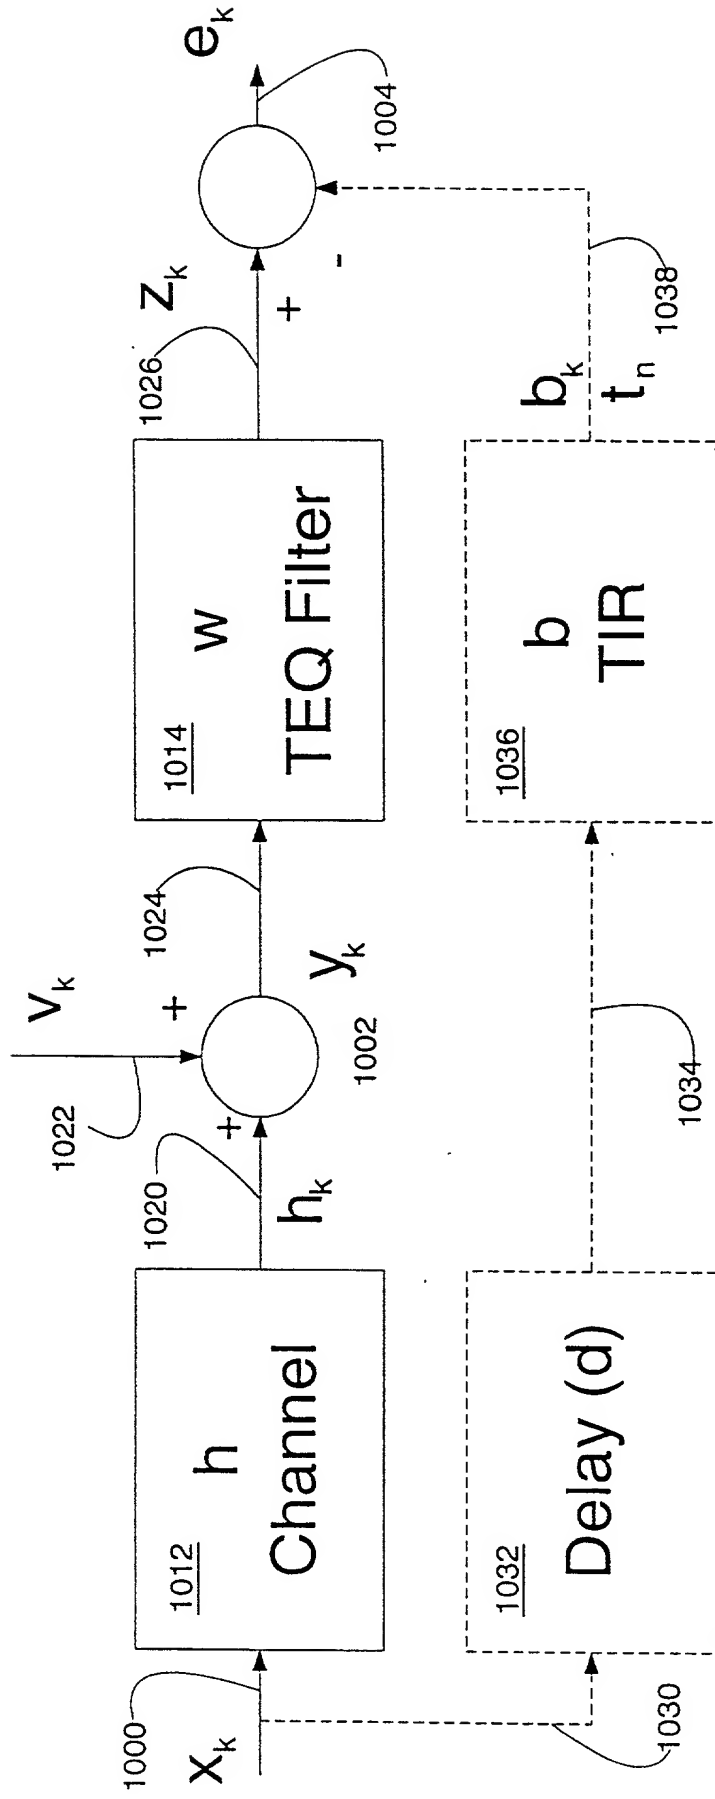 1000
x_k
1012
h
Channel
1020
h_k
+
1022
v_k
+
1002
y_k
1024
1014
w
TEQ Filter
1026
z_k
+
-
e_k
1004
1030
1032
Delay (d)
1034
1036
b
TIR
b_k
t_n
1038